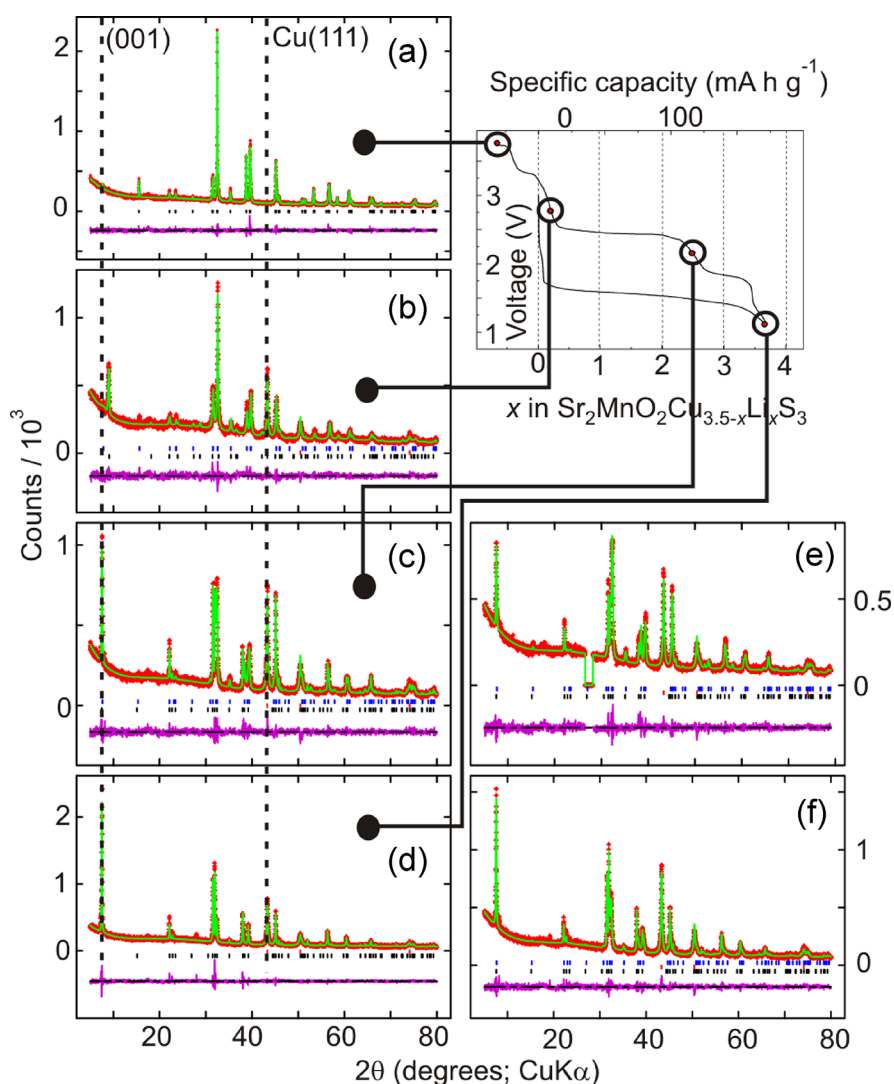 (001)
Cu(111)
(a)
2
1
0
Specific capacity (mA h g⁻¹)
0
100
3
2
1
Voltage (V)
0
1
2
3
4
x in Sr₂MnO₂Cu₃.₅₋ₓLiₓS₃
(b)
1
0
Counts / 10³
(c)
1
0
(e)
0.5
0
(d)
2
1
0
(f)
1
0
20
40
60
80
20
40
60
80
2θ (degrees; CuKα)